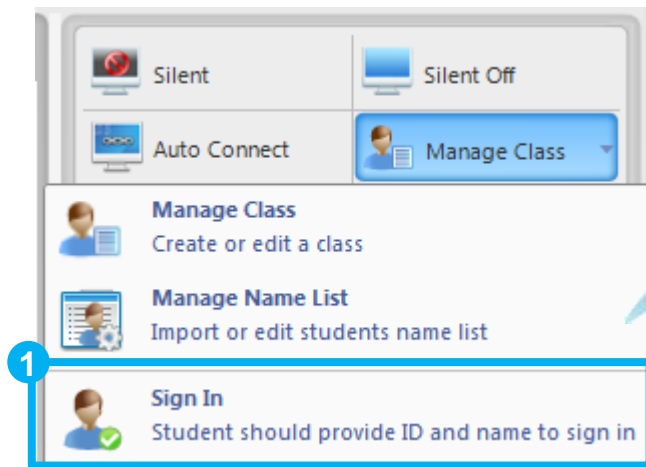 Silent
Silent Off
Auto Connect
Manage Class
Manage Class
Create or edit a class
Manage Name List
Import or edit students name list
1
Sign In
Student should provide ID and name to sign in